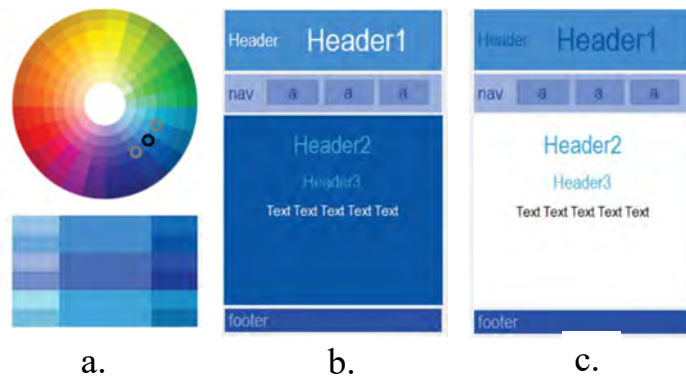 Header Header1
nav a a a
Header2
Header3
Text Text Text Text Text
footer
Header Header1
nav a a a
Header2
Header3
Text Text Text Text Text
footer
a. b. c.